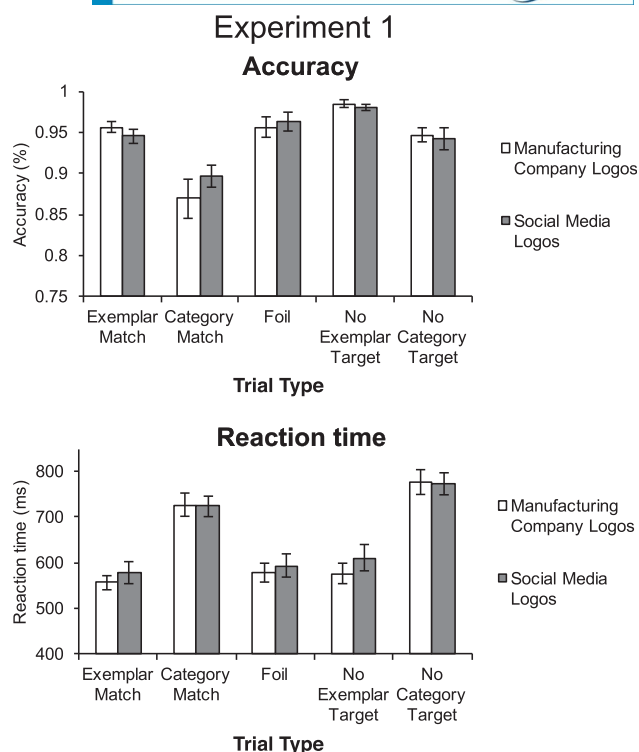 Experiment 1
Accuracy
1
0.95
0.9
0.85
0.8
0.75
Accuracy (%)
Exemplar Match
Category Match
Foil
No Exemplar Target
No Category Target
Trial Type
Manufacturing
Company Logos
Social Media
Logos
Reaction time
800
700
600
500
400
Reaction time (ms)
Exemplar Match
Category Match
Foil
No Exemplar Target
No Category Target
Trial Type
Manufacturing
Company Logos
Social Media
Logos